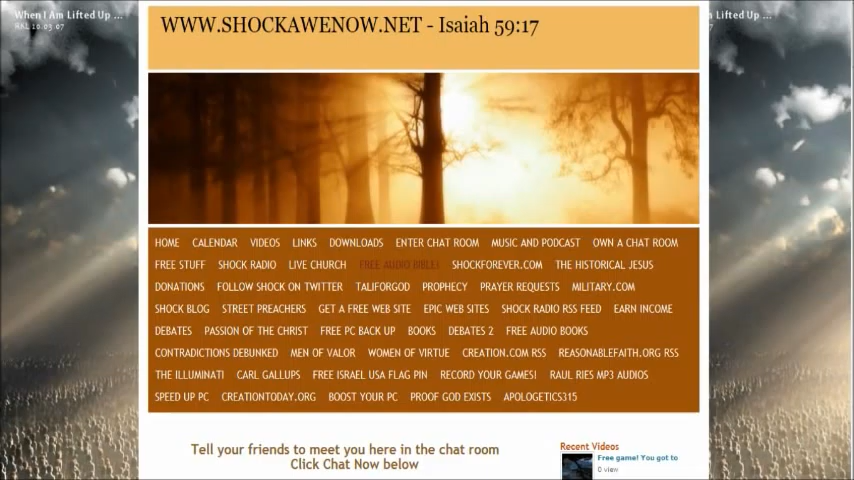 When I Am Lifted Up ...
R&L 10.03.07
WWW.SHOCKAWENOW.NET - Isaiah 59:17
Lifted Up ...
7
HOME CALENDAR VIDEOS LINKS DOWNLOADS ENTER CHAT ROOM MUSIC AND PODCAST OWN A CHAT ROOM
FREE STUFF SHOCK RADIO LIVE CHURCH FREE AUDIO BIBLE! SHOCKFOREVER.COM THE HISTORICAL JESUS
DONATIONS FOLLOW SHOCK ON TWITTER TALIFORGOD PROPHECY PRAYER REQUESTS MILITARY.COM
SHOCK BLOG STREET PREACHERS GET A FREE WEB SITE EPIC WEB SITES SHOCK RADIO RSS FEED EARN INCOME
DEBATES PASSION OF THE CHRIST FREE PC BACK UP BOOKS DEBATES 2 FREE AUDIO BOOKS
CONTRADICTIONS DEBUNKED MEN OF VALOR WOMEN OF VIRTUE CREATION.COM RSS REASONABLEFAITH.ORG RSS
THE ILLUMINATI CARL GALLUPS FREE ISRAEL USA FLAG PIN RECORD YOUR GAMES! RAUL RIES MP3 AUDIOS
SPEED UP PC CREATIONTODAY.ORG BOOST YOUR PC PROOF GOD EXISTS APOLOGETICS315
Tell your friends to meet you here in the chat room
Click Chat Now below
Recent Videos
Free game! You got to
0 view